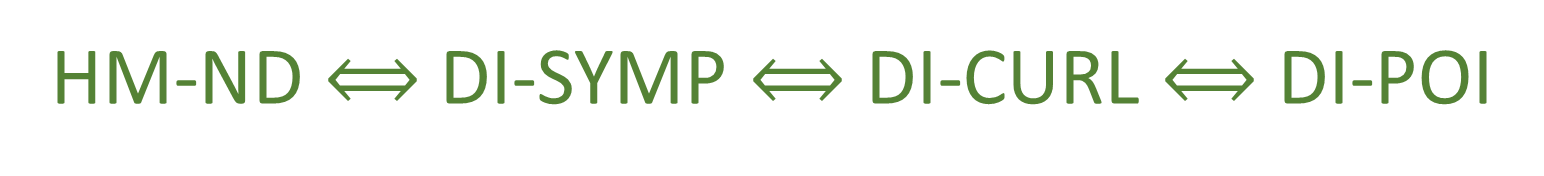 HM-ND ⟺ DI-SYMP ⟺ DI-CURL ⟺ DI-POI